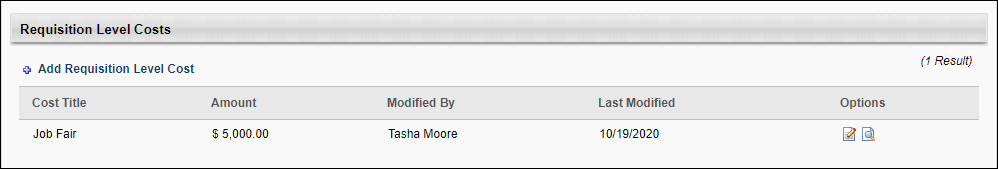 Requisition Level Costs
(1 Result)
Add Requisition Level Cost
Cost Title Amount Modified By Last Modified Options
Job Fair $ 5,000.00 Tasha Moore 10/19/2020